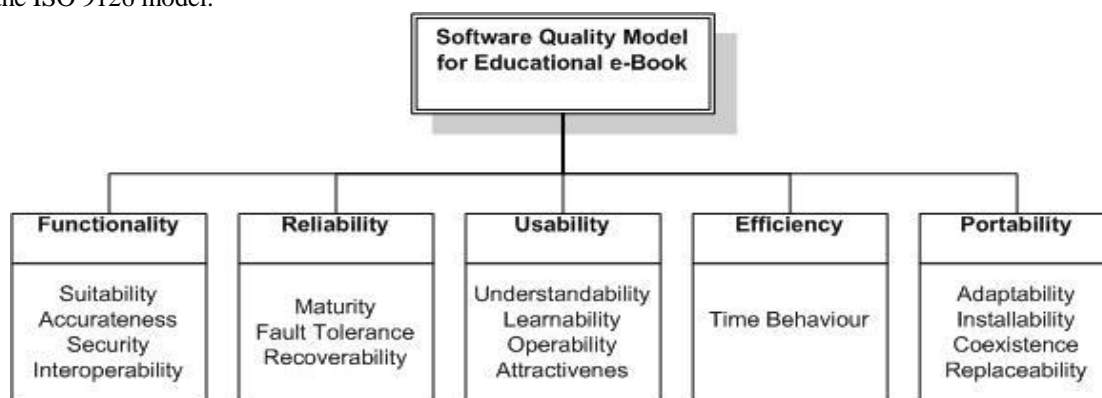 the ISO 9126 model.
Software Quality Model
for Educational e-Book
Functionality
Suitability
Accurateness
Security
Interoperability
Reliability
Maturity
Fault Tolerance
Recoverability
Usability
Understandability
Learnability
Operability
Attractivenes
Efficiency
Time Behaviour
Portability
Adaptability
Installability
Coexistence
Replaceability